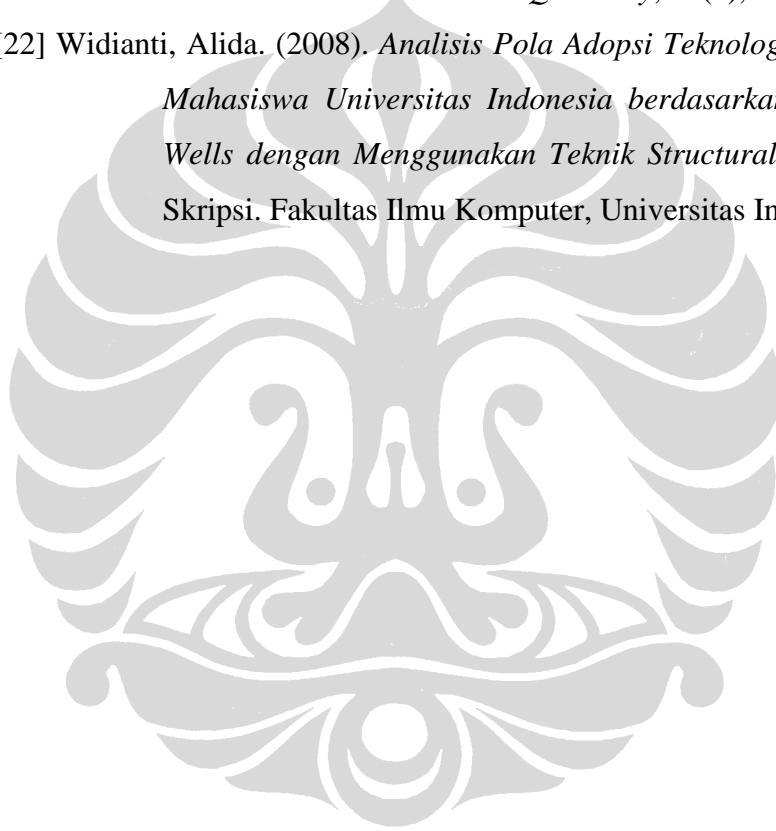 [22] Widianti, Alida. (2008). Analisis Pola Adopsi Teknolog
Mahasiswa Universitas Indonesia berdasarkan
Wells dengan Menggunakan Teknik Structural
Skripsi. Fakultas Ilmu Komputer, Universitas In